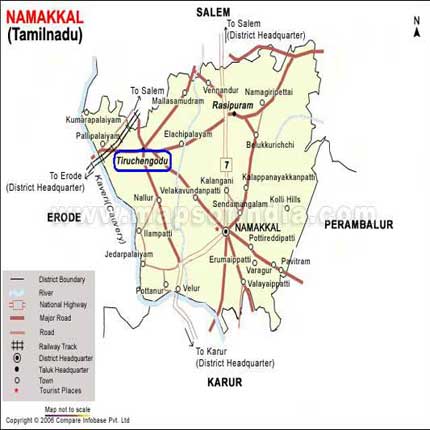 NAMAKKAL
(Tamilnadu)
SALEM
To Salem
(District Headquarter)
N
To Salem
Mallasamudram
Vennandur
Namagiripettai
Rasipuram
Kumarapalayam
Pallipalayam
Elachipalayam
Belukkurichchi
Tiruchengodu
To Erode
(District Headquarter)
7
Kalangani
Kalappanayakkanpatti
Velakavundanpatti
Sendamangalam
Kolli Hills
Kaveri(Cauvery)
Nallur
www.mapsofindia.com
ERODE
NAMAKKAL
PERAMBALUR
Ilampatti
Pottireddipatti
Jedarpalaiyam
Erumaippatti
Pavitram
Varagur
Valayaippatti
Pottanur
Velur
District Boundary
River
National Highway
Major Road
Road
Railway Track
District Headquarter
Taluk Headquarter
Town
Tourist Places
To Karur
(District Headquarter)
KARUR
Map not to scale
Copyright © 2006 Compare Infobase Pvt. Ltd